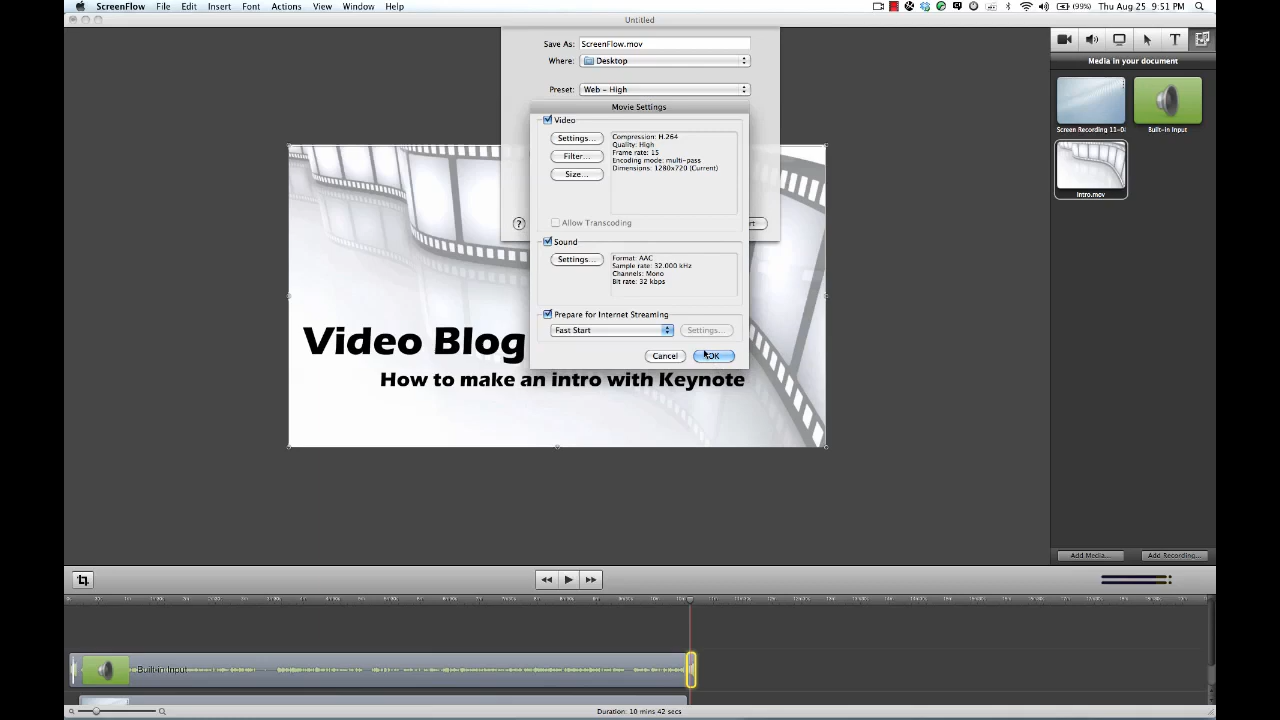 ScreenFlow File Edit Insert Font Actions View Window Help (99%) Thu Aug 25 9:51 PM
Untitled
Save As: ScreenFlow.mov
Where: Desktop
Preset: Web - High
Movie Settings
Video
Settings...
Filter...
Size...
Compression: H.264
Quality: High
Frame rate: 15
Encoding mode: multi-pass
Dimensions: 1280x720 (Current)
Allow Transcoding
?
Sound
Settings...
Format: AAC
Sample rate: 32.000 kHz
Channels: Mono
Bit rate: 32 kbps
Prepare for Internet Streaming
Fast Start Settings...
Cancel OK
Video Blog
How to make an intro with Keynote
T
Media in your document
Screen Recording 11-0
Built-in Input
Intro.mov
Add Media... Add Recording...
Built-in Input
Duration: 10 mins 42 secs